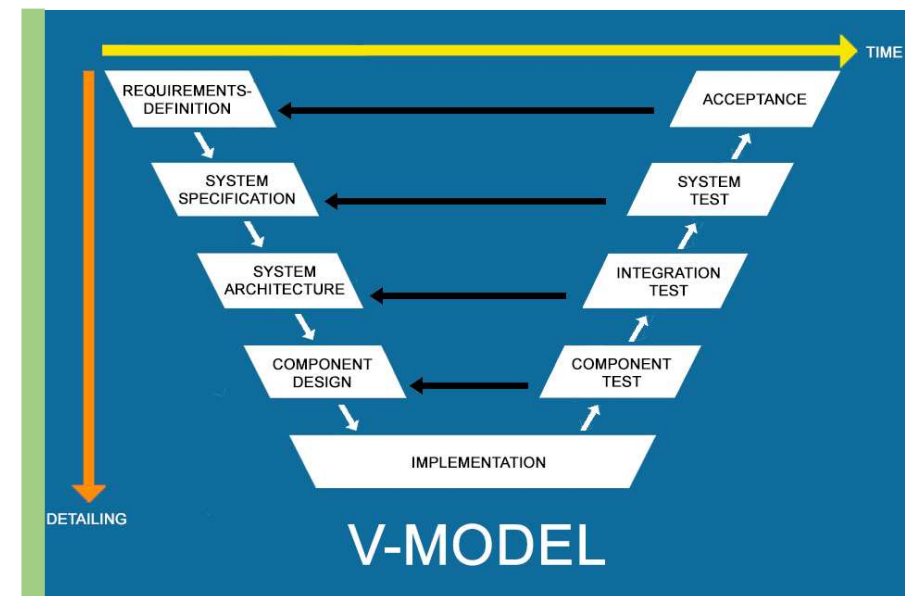 TIME
REQUIREMENTS-
DEFINITION
ACCEPTANCE
SYSTEM
SPECIFICATION
SYSTEM
TEST
SYSTEM
ARCHITECTURE
INTEGRATION
TEST
COMPONENT
DESIGN
COMPONENT
TEST
IMPLEMENTATION
DETAILING
V-MODEL